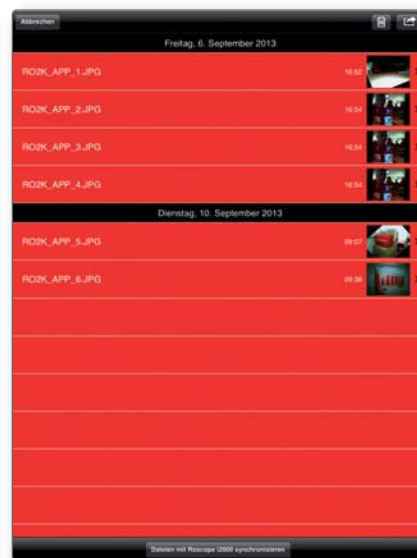 Abbrechen
Freitag, 6. September 2013
RO2K_APP_1.JPG 16:52
RO2K_APP_2.JPG 16:54
RO2K_APP_3.JPG 16:54
RO2K_APP_4.JPG 16:54
Dienstag, 10. September 2013
RO2K_APP_5.JPG 09:07
RO2K_APP_6.JPG 09:38
Dateien mit Roscope i2000 synchronisieren